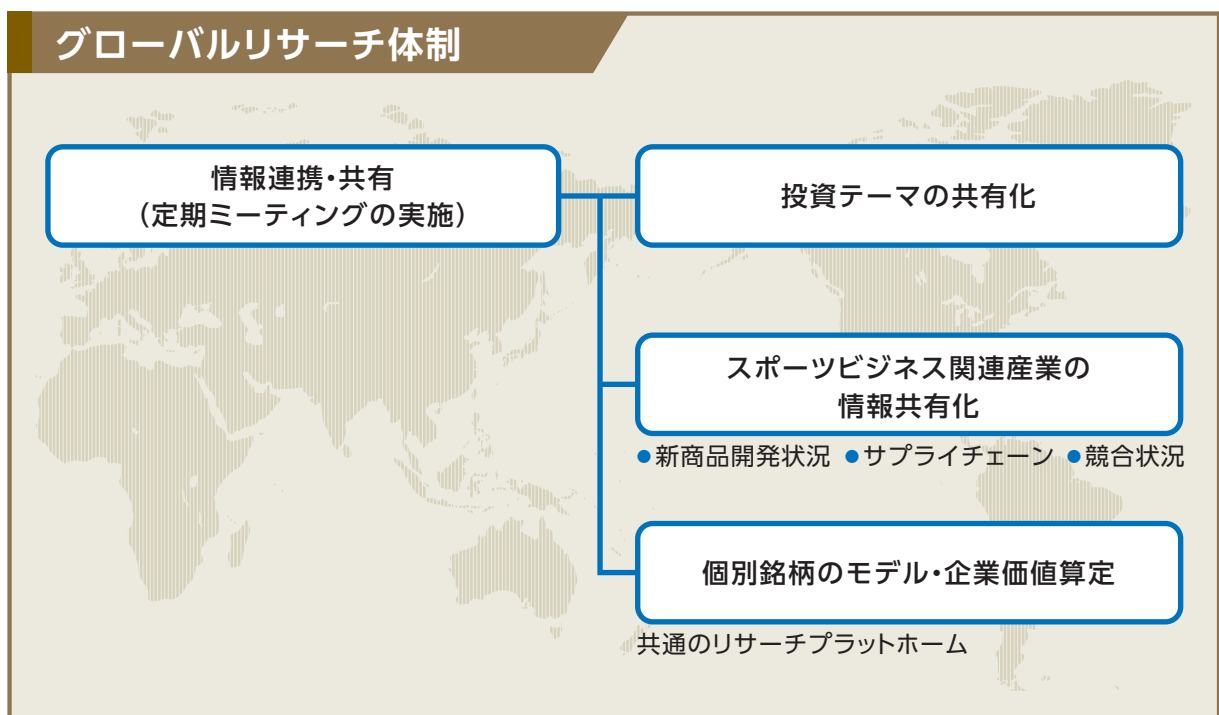 グローバルリサーチ体制
情報連携・共有
（定期ミーティングの実施）
投資テーマの共有化
スポーツビジネス関連産業の
情報共有化
●新商品開発状況 ●サプライチェーン ●競合状況
個別銘柄のモデル・企業価値算定
共通のリサーチプラットホーム